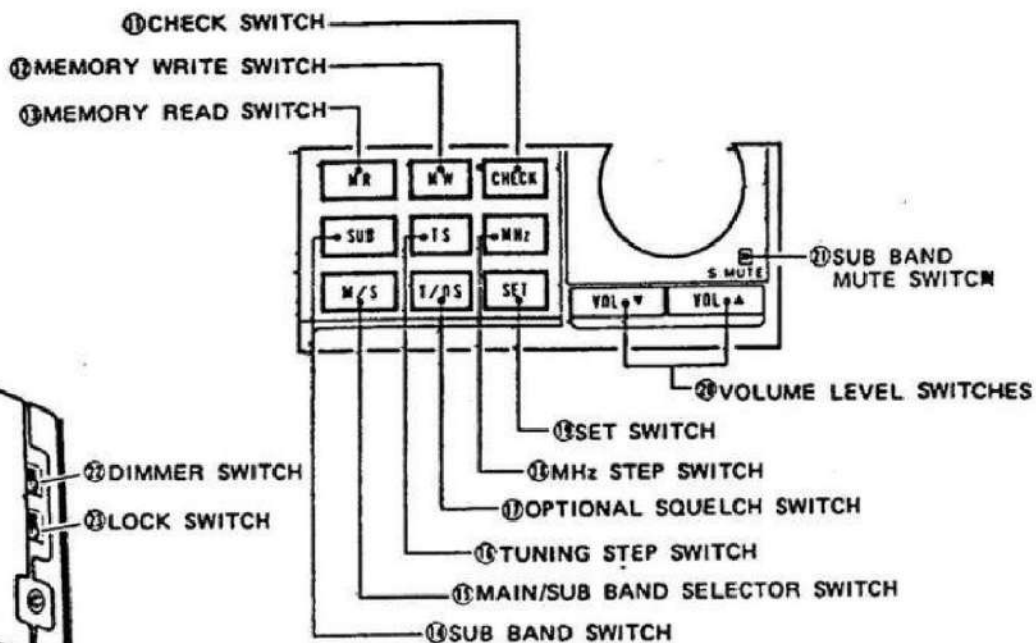 ⑪CHECK SWITCH
⑫MEMORY WRITE SWITCH
⑬MEMORY READ SWITCH
MR MW CHECK
SUB TS MHz
M/S T/DS SET
S MUTE
VOL ▼ VOL ▲
㉑SUB BAND
MUTE SWITCH
⑳VOLUME LEVEL SWITCHES
⑲SET SWITCH
⑱MHz STEP SWITCH
⑰OPTIONAL SQUELCH SWITCH
⑯TUNING STEP SWITCH
⑮MAIN/SUB BAND SELECTOR SWITCH
⑭SUB BAND SWITCH
㉒DIMMER SWITCH
㉓LOCK SWITCH